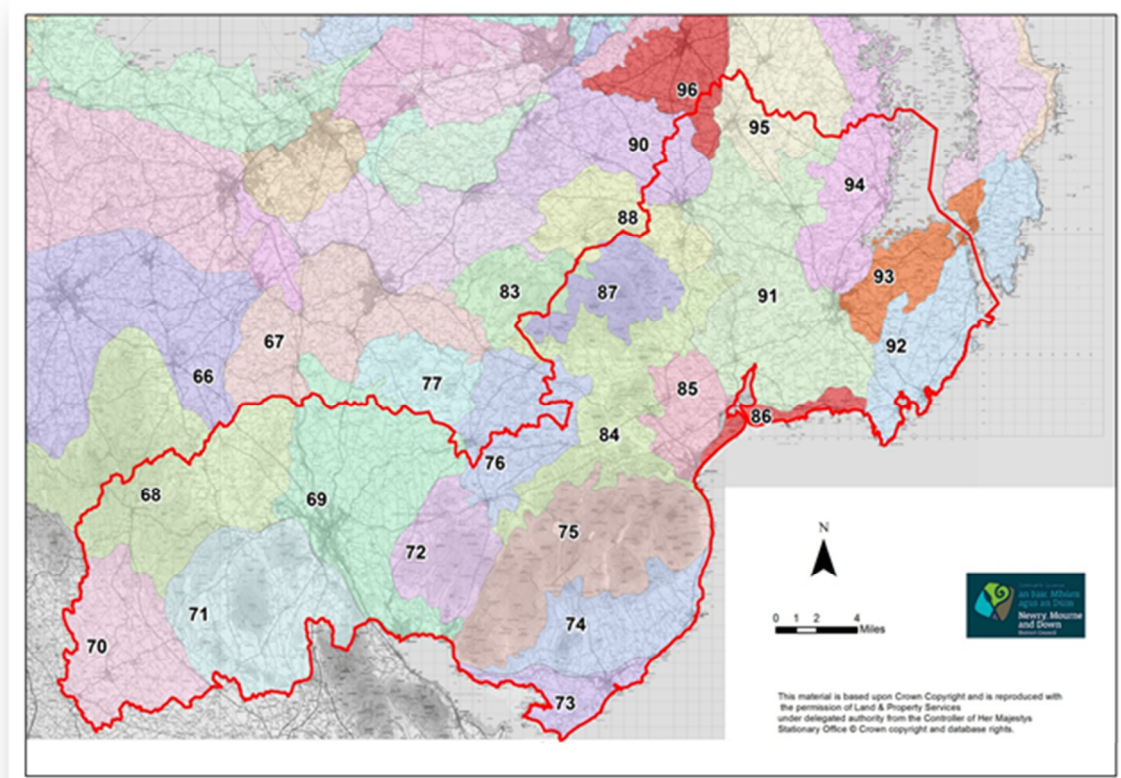 96
95
90
94
88
93
83
87
91
67
92
66
77
85
86
84
76
68
69
75
72
N
71
74
70
0 1 2 4
Miles
Newry, Mourne
and Down
District Council
73
This material is based upon Crown Copyright and is reproduced with
the permission of Land & Property Services
under delegated authority from the Controller of Her Majestys
Stationary Office © Crown copyright and database rights.